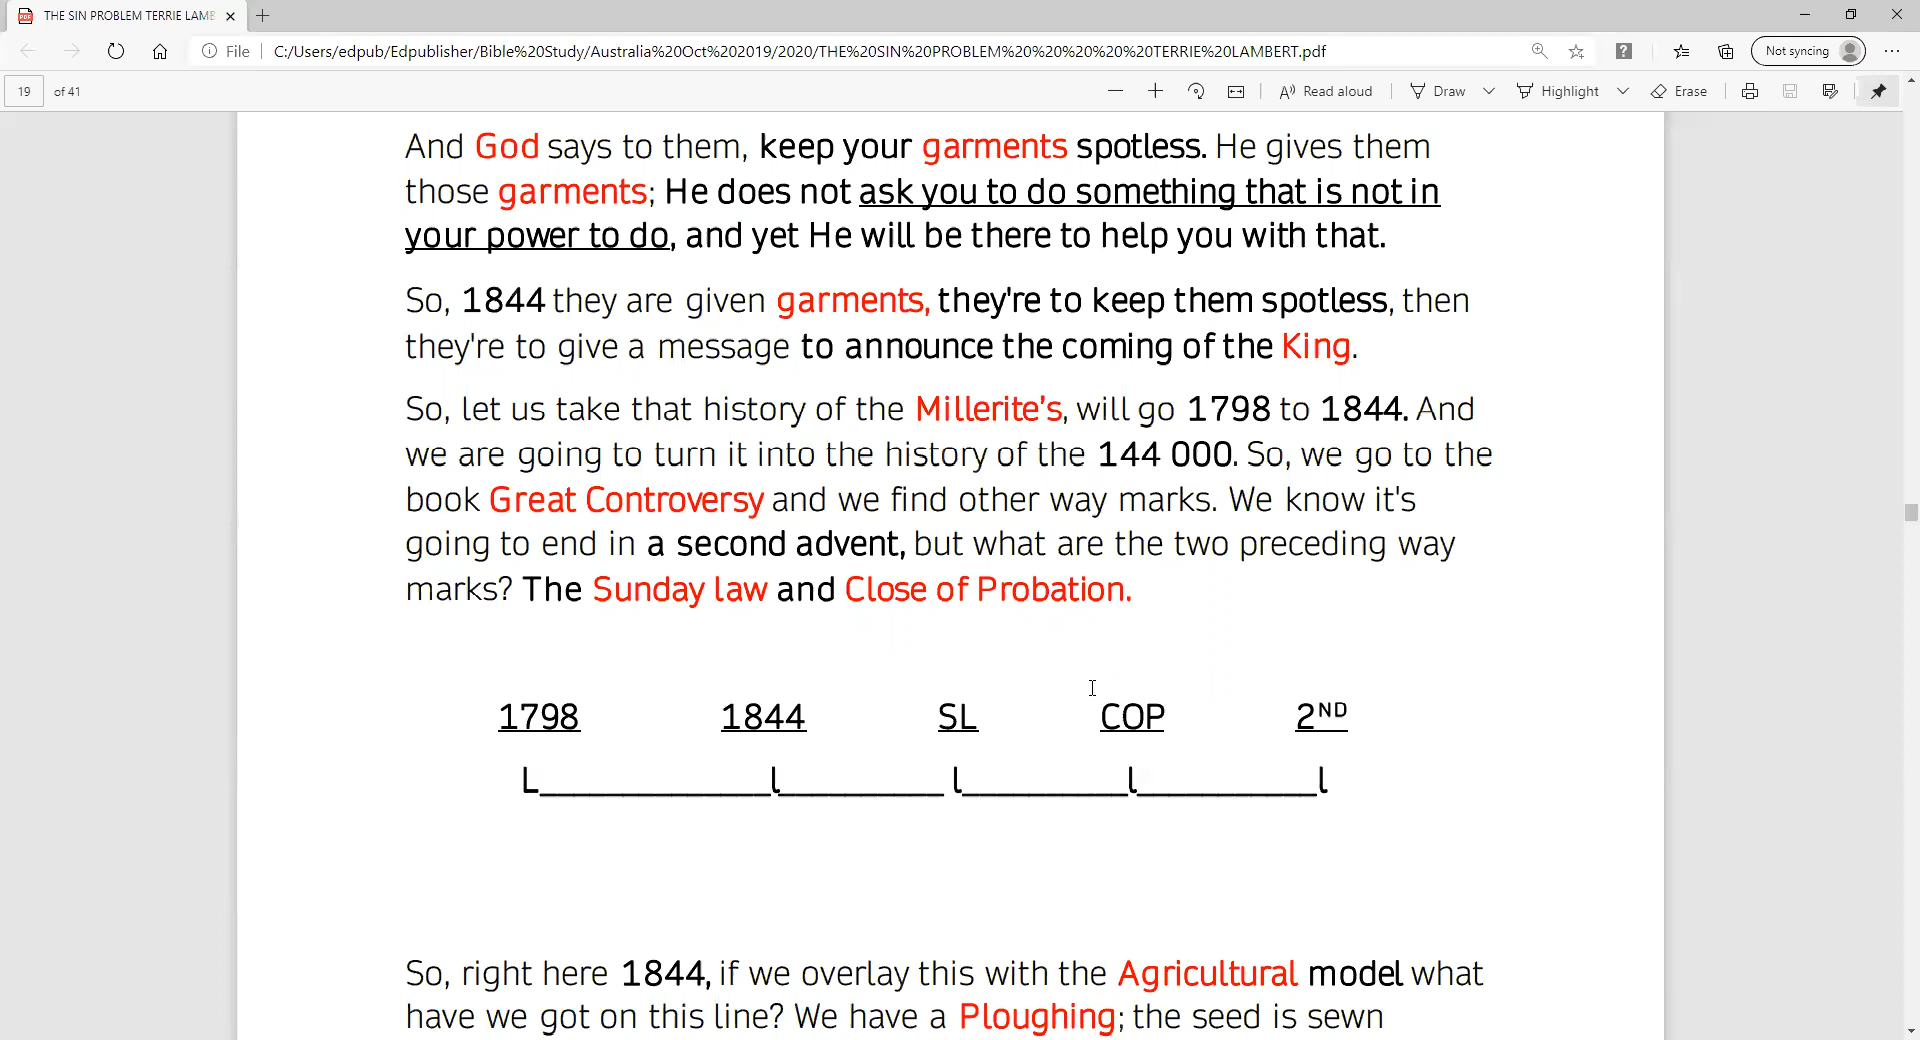 THE SIN PROBLEM TERRIE LAMB
File C:/Users/edpub/Edpublisher/Bible%20Study/Australia%20Oct%202019/2020/THE%20SIN%20PROBLEM%20%20%20%20%20TERRIE%20LAMBERT.pdf Not syncing
19 of 41 Read aloud Draw Highlight Erase
And God says to them, keep your garments spotless. He gives them
those garments; He does not ask you to do something that is not in
your power to do, and yet He will be there to help you with that.
So, 1844 they are given garments, they're to keep them spotless, then
they're to give a message to announce the coming of the King.
So, let us take that history of the Millerite’s, will go 1798 to 1844. And
we are going to turn it into the history of the 144 000. So, we go to the
book Great Controversy and we find other way marks. We know it's
going to end in a second advent, but what are the two preceding way
marks? The Sunday law and Close of Probation.
1798 1844 SL COP 2ND
L______________l__________ l__________l___________l
So, right here 1844, if we overlay this with the Agricultural model what
have we got on this line? We have a Ploughing; the seed is sewn